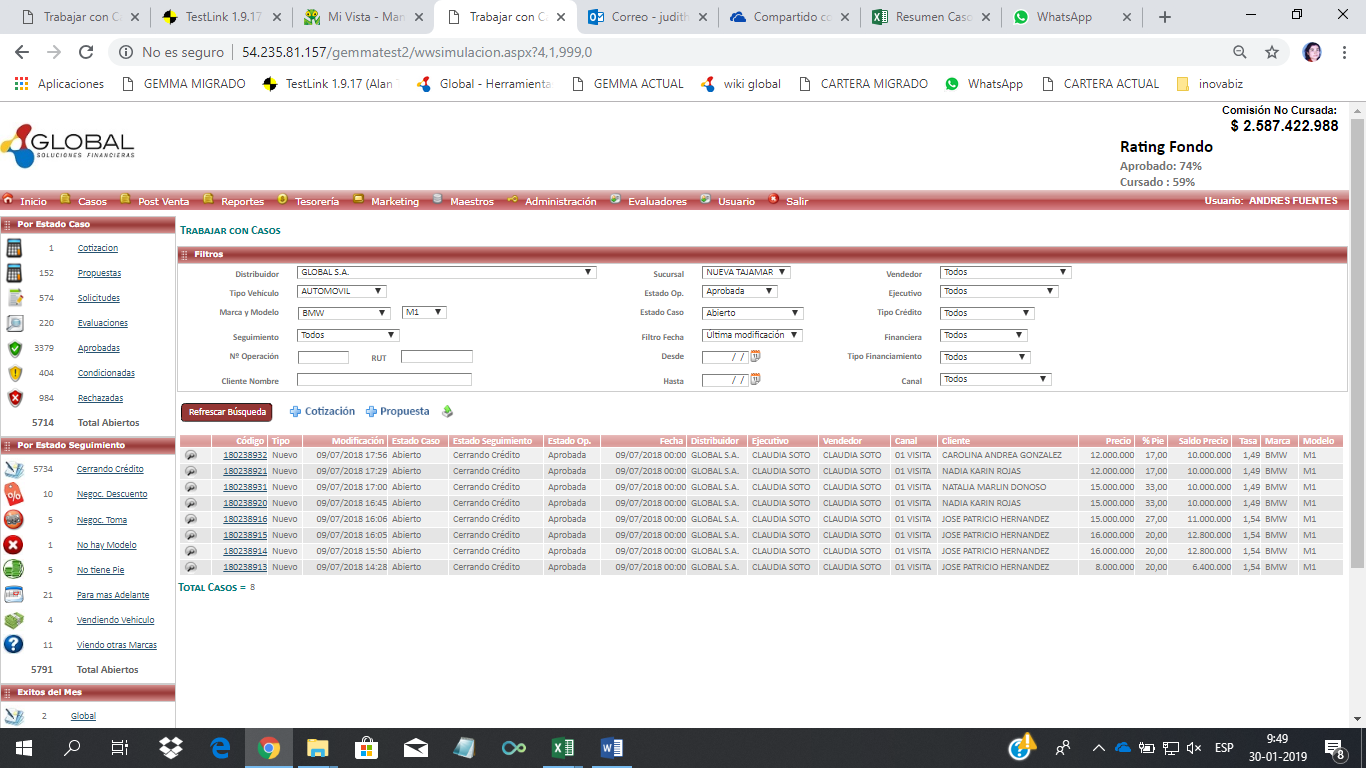 Trabajar con C
TestLink 1.9.17
Mi Vista - Man
Trabajar con C
Correo - judith
Compartido co
Resumen Caso
WhatsApp
No es seguro | 54.235.81.157/gemmatest2/wwsimulacion.aspx?4,1,999,0
Aplicaciones GEMMA MIGRADO TestLink 1.9.17 (Alan Global - Herramienta GEMMA ACTUAL wiki global CARTERA MIGRADO WhatsApp CARTERA ACTUAL inovabiz
GLOBAL
SOLUCIONES FINANCIERAS
Comisión No Cursada:
$ 2.587.422.988
Rating Fondo
Aprobado: 74%
Cursado : 59%
Inicio Casos Post Venta Reportes Tesorería Marketing Maestros Administración Evaluadores Usuario Salir Usuario: ANDRES FUENTES
Por Estado Caso
1 Cotizacion
152 Propuestas
574 Solicitudes
220 Evaluaciones
3379 Aprobadas
404 Condicionadas
984 Rechazadas
5714 Total Abiertos
Por Estado Seguimiento
5734 Cerrando Crédito
10 Negoc. Descuento
5 Negoc. Toma
1 No hay Modelo
5 No tiene Pie
21 Para mas Adelante
4 Vendiendo Vehiculo
11 Viendo otras Marcas
5791 Total Abiertos
Exitos del Mes
2 Global
TRABAJAR CON CASOS
Filtros
Distribuidor GLOBAL S.A. Sucursal NUEVA TAJAMAR Vendedor Todos
Tipo Vehículo AUTOMOVIL Estado Op. Aprobada Ejecutivo Todos
Marca y Modelo BMW M1 Estado Caso Abierto Tipo Crédito Todos
Seguimiento Todos Filtro Fecha Última modificación Financiera Todos
Nº Operación RUT Desde / / Tipo Financiamiento Todos
Cliente Nombre Hasta / / Canal Todos
Refrescar Búsqueda Cotización Propuesta
Código Tipo Modificación Estado Caso Estado Seguimiento Estado Op. Fecha Distribuidor Ejecutivo Vendedor Canal Cliente Precio % Pie Saldo Precio Tasa Marca Modelo
180238932 Nuevo 09/07/2018 17:56 Abierto Cerrando Crédito Aprobada 09/07/2018 00:00 GLOBAL S.A. CLAUDIA SOTO CLAUDIA SOTO 01 VISITA CAROLINA ANDREA GONZALEZ 12.000.000 17,00 10.000.000 1,49 BMW M1
180238921 Nuevo 09/07/2018 17:29 Abierto Cerrando Crédito Aprobada 09/07/2018 00:00 GLOBAL S.A. CLAUDIA SOTO CLAUDIA SOTO 01 VISITA NADIA KARIN ROJAS 12.000.000 17,00 10.000.000 1,49 BMW M1
180238931 Nuevo 09/07/2018 17:00 Abierto Cerrando Crédito Aprobada 09/07/2018 00:00 GLOBAL S.A. CLAUDIA SOTO CLAUDIA SOTO 01 VISITA NATALIA MARLIN DONOSO 15.000.000 33,00 10.000.000 1,49 BMW M1
180238920 Nuevo 09/07/2018 16:45 Abierto Cerrando Crédito Aprobada 09/07/2018 00:00 GLOBAL S.A. CLAUDIA SOTO CLAUDIA SOTO 01 VISITA NADIA KARIN ROJAS 15.000.000 33,00 10.000.000 1,49 BMW M1
180238916 Nuevo 09/07/2018 16:06 Abierto Cerrando Crédito Aprobada 09/07/2018 00:00 GLOBAL S.A. CLAUDIA SOTO CLAUDIA SOTO 01 VISITA JOSE PATRICIO HERNANDEZ 15.000.000 27,00 11.000.000 1,54 BMW M1
180238915 Nuevo 09/07/2018 16:05 Abierto Cerrando Crédito Aprobada 09/07/2018 00:00 GLOBAL S.A. CLAUDIA SOTO CLAUDIA SOTO 01 VISITA JOSE PATRICIO HERNANDEZ 16.000.000 20,00 12.800.000 1,54 BMW M1
180238914 Nuevo 09/07/2018 15:50 Abierto Cerrando Crédito Aprobada 09/07/2018 00:00 GLOBAL S.A. CLAUDIA SOTO CLAUDIA SOTO 01 VISITA JOSE PATRICIO HERNANDEZ 16.000.000 20,00 12.800.000 1,54 BMW M1
180238913 Nuevo 09/07/2018 14:28 Abierto Cerrando Crédito Aprobada 09/07/2018 00:00 GLOBAL S.A. CLAUDIA SOTO CLAUDIA SOTO 01 VISITA JOSE PATRICIO HERNANDEZ 8.000.000 20,00 6.400.000 1,54 BMW M1
TOTAL CASOS = 8
ESP
9:49
30-01-2019
8